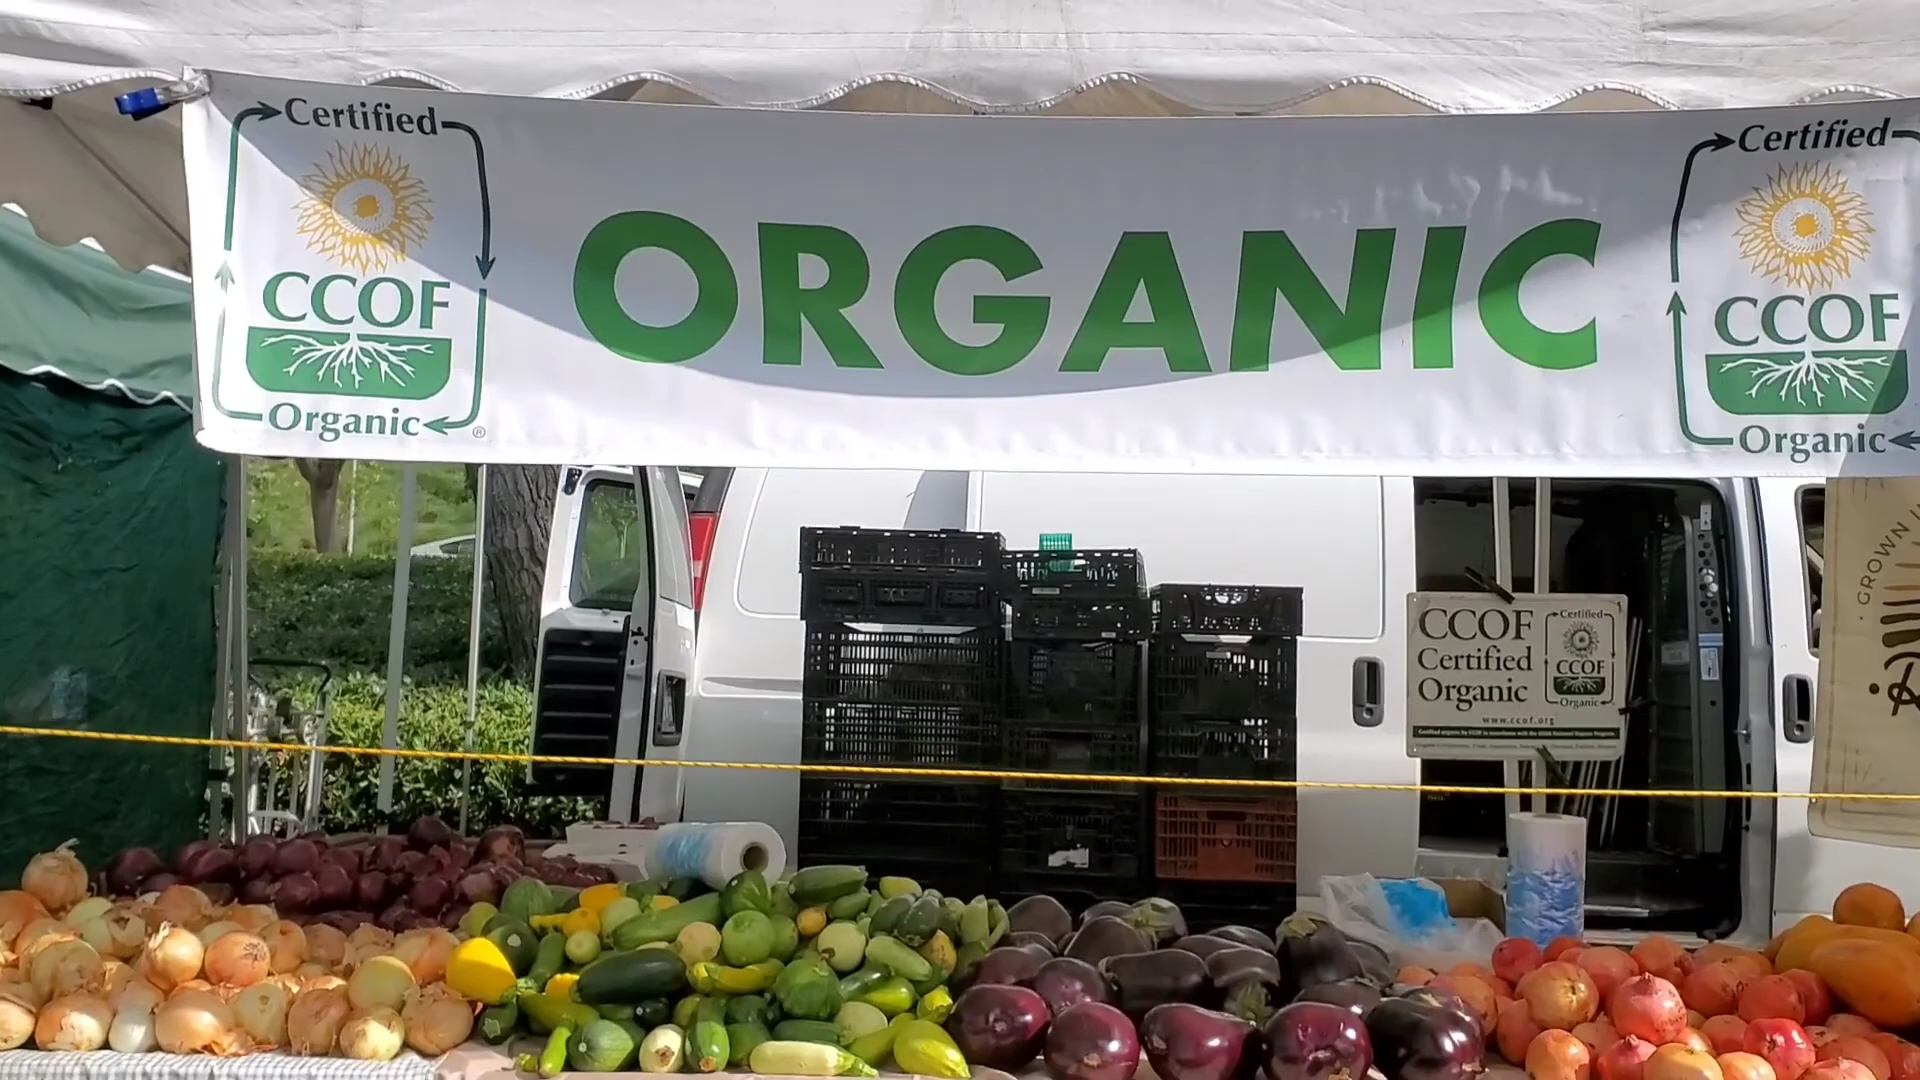 Certified
CCOF
Organic
®
ORGANIC
Certified
CCOF
Organic
CCOF
Certified
Organic
Certified
CCOF
Organic
www.ccof.org
GROWN